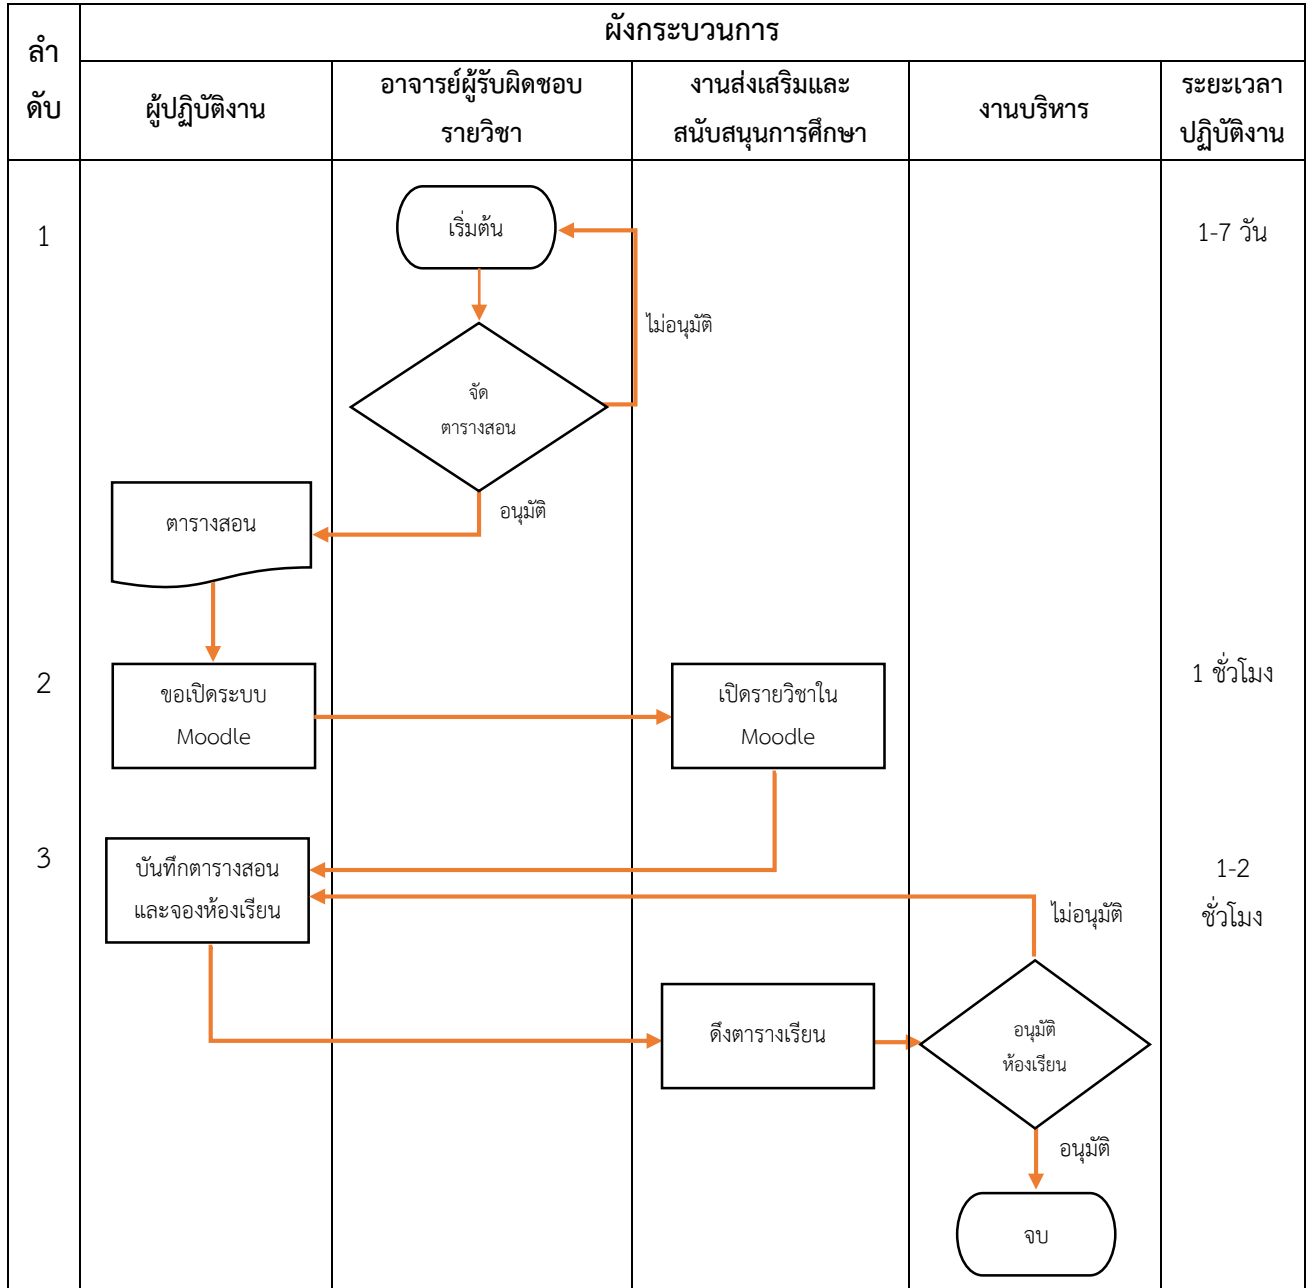 ลำ
ดับ
ผังกระบวนการ
ผู้ปฏิบัติงาน
อาจารย์ผู้รับผิดชอบ
รายวิชา
งานส่งเสริมและ
สนับสนุนการศึกษา
งานบริหาร
ระยะเวลา
ปฏิบัติงาน
1
เริ่มต้น
1-7 วัน
ไม่อนุมัติ
จัด
ตารางสอน
อนุมัติ
ตารางสอน
2
ขอเปิดระบบ
Moodle
เปิดรายวิชาใน
Moodle
1 ชั่วโมง
3
บันทึกตารางสอน
และจองห้องเรียน
1-2
ชั่วโมง
ไม่อนุมัติ
ดึงตารางเรียน
อนุมัติ
ห้องเรียน
อนุมัติ
จบ